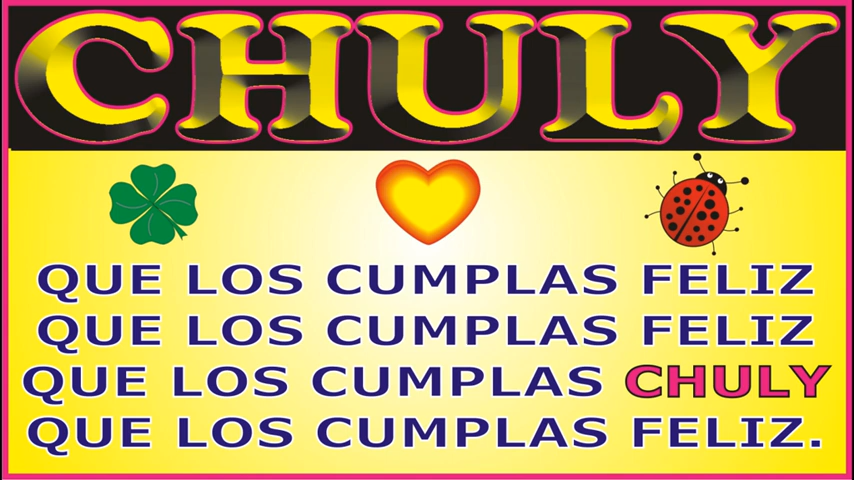 CHULY
QUE LOS CUMPLAS FELIZ
QUE LOS CUMPLAS FELIZ
QUE LOS CUMPLAS CHULY
QUE LOS CUMPLAS FELIZ.